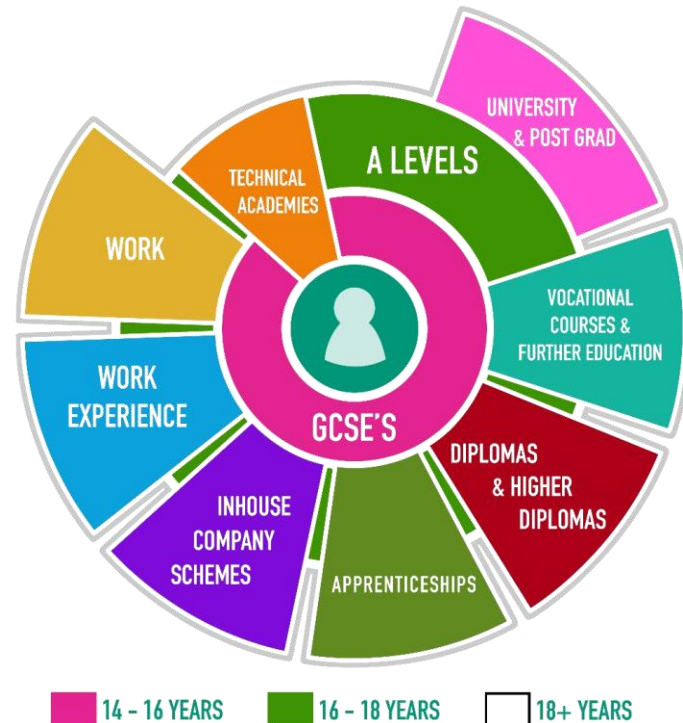 UNIVERSITY
& POST GRAD
A LEVELS
TECHNICAL
ACADEMIES
WORK
VOCATIONAL
COURSES &
FURTHER EDUCATION
WORK
EXPERIENCE
GCSE'S
DIPLOMAS
& HIGHER
DIPLOMAS
INHOUSE
COMPANY
SCHEMES
APPRENTICESHIPS
14 – 16 YEARS
16 – 18 YEARS
18+ YEARS